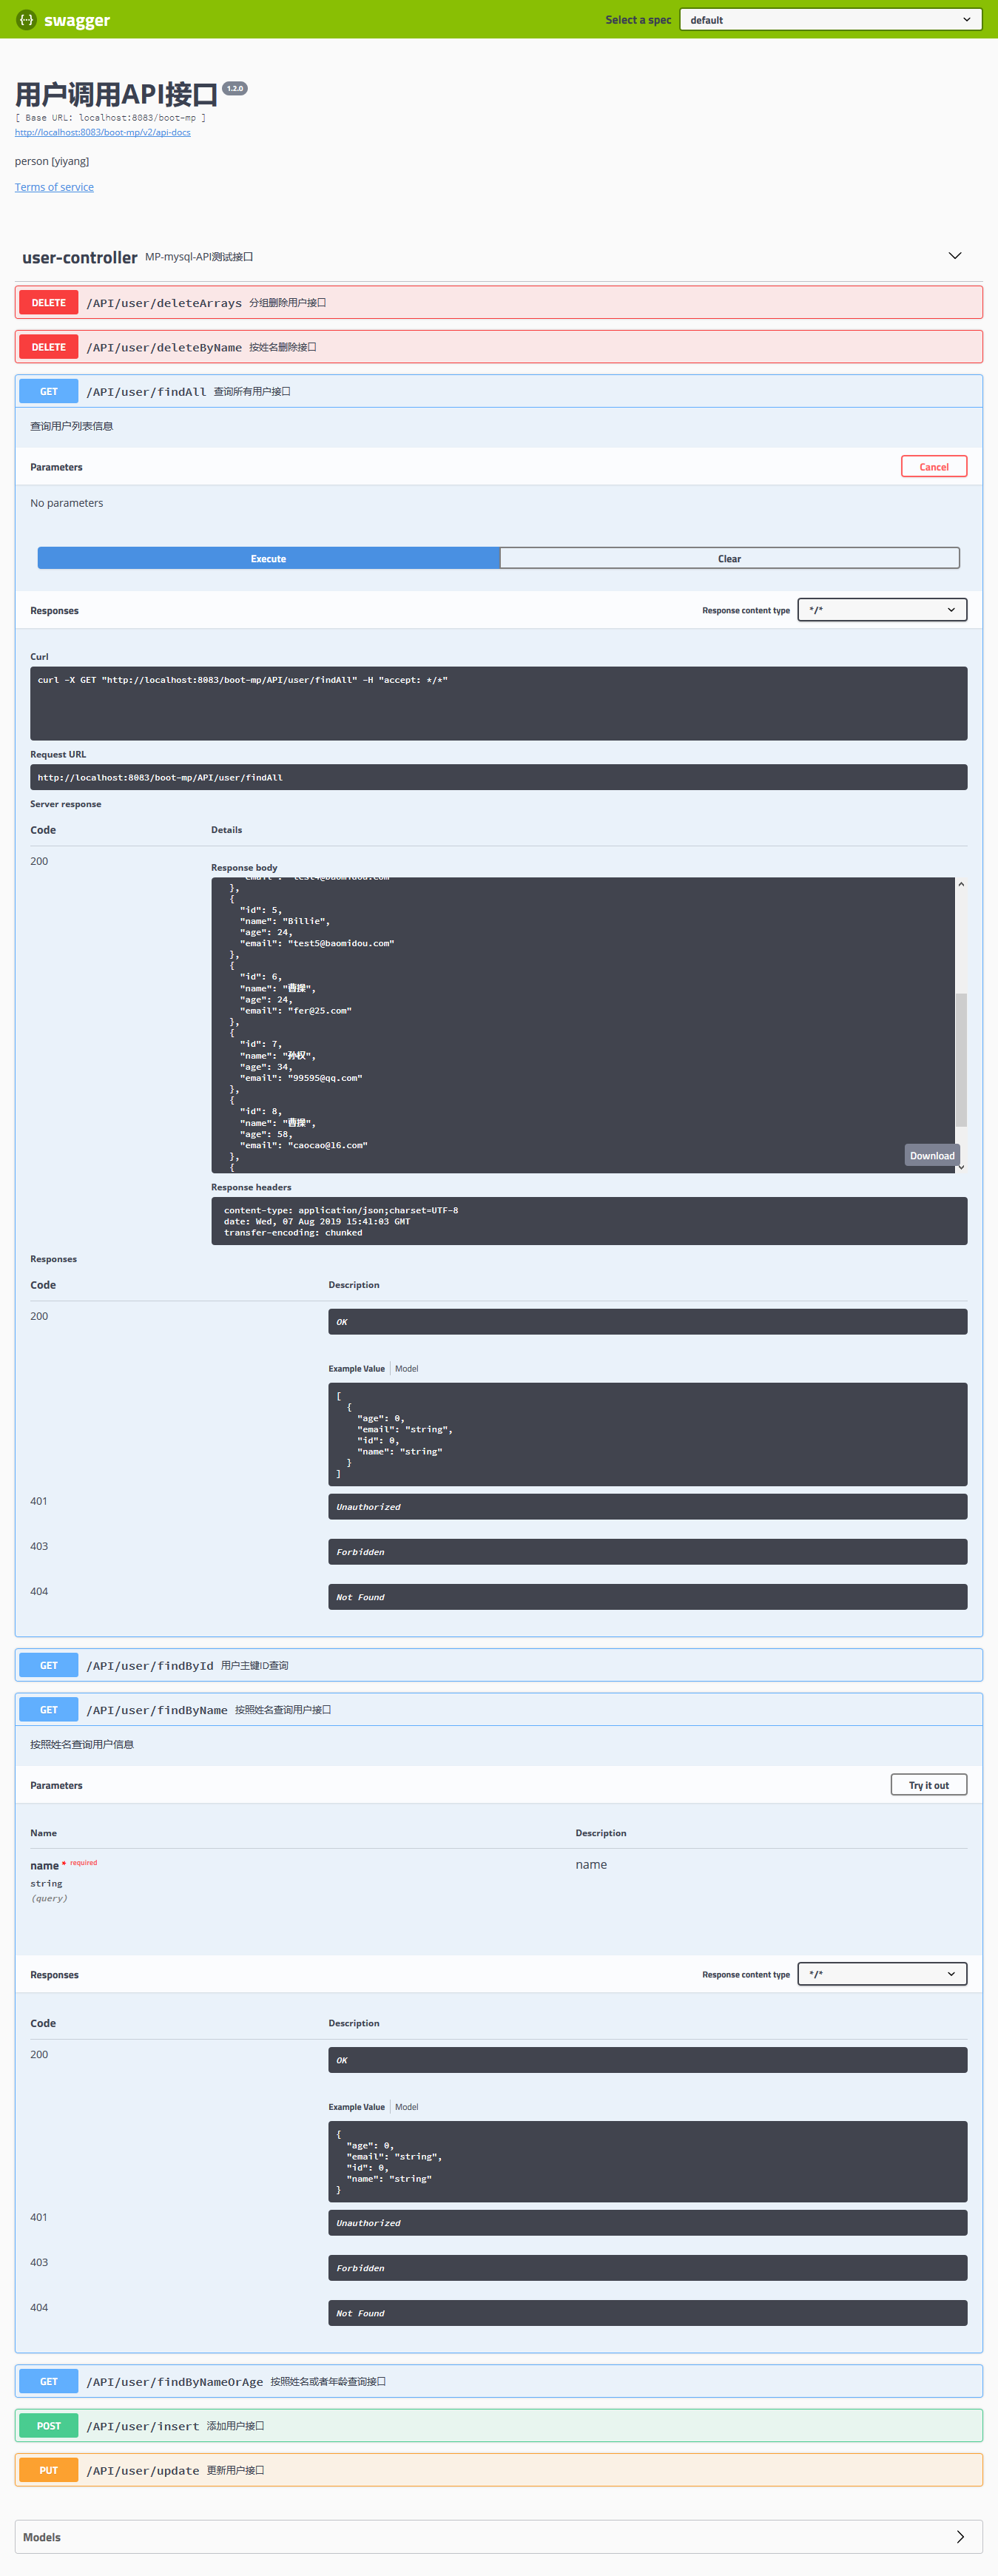 swagger
Select a spec default
用户调用API接口 1.2.0
[ Base URL: localhost:8083/boot-mp ]
http://localhost:8083/boot-mp/v2/api-docs
person [yiyang]
Terms of service
user-controller MP-mysql-API测试接口
DELETE /API/user/deleteArrays 分组删除用户接口
DELETE /API/user/deleteByName 按姓名删除接口
GET /API/user/findAll 查询所有用户接口
查询用户列表信息
Parameters Cancel
No parameters
Execute Clear
Responses Response content type */*
Curl
curl -X GET "http://localhost:8083/boot-mp/API/user/findAll" -H "accept: */*"
Request URL
http://localhost:8083/boot-mp/API/user/findAll
Server response
Code Details
200
Response body
"email": "test4@baomidou.com"
},
{
"id": 5,
"name": "Billie",
"age": 24,
"email": "test5@baomidou.com"
},
{
"id": 6,
"name": "曹操",
"age": 24,
"email": "fer@25.com"
},
{
"id": 7,
"name": "孙权",
"age": 34,
"email": "99595@qq.com"
},
{
"id": 8,
"name": "曹操",
"age": 58,
"email": "caocao@16.com"
},
{
Download
Response headers
content-type: application/json;charset=UTF-8
date: Wed, 07 Aug 2019 15:41:03 GMT
transfer-encoding: chunked
Responses
Code Description
200 OK
Example Value Model
[
{
"age": 0,
"email": "string",
"id": 0,
"name": "string"
}
]
401 Unauthorized
403 Forbidden
404 Not Found
GET /API/user/findById 用户主键ID查询
GET /API/user/findByName 按照姓名查询用户接口
按照姓名查询用户信息
Parameters Try it out
Name Description
name * required name
string
(query)
Responses Response content type */*
Code Description
200 OK
Example Value Model
{
"age": 0,
"email": "string",
"id": 0,
"name": "string"
}
401 Unauthorized
403 Forbidden
404 Not Found
GET /API/user/findByNameOrAge 按照姓名或者年龄查询接口
POST /API/user/insert 添加用户接口
PUT /API/user/update 更新用户接口
Models